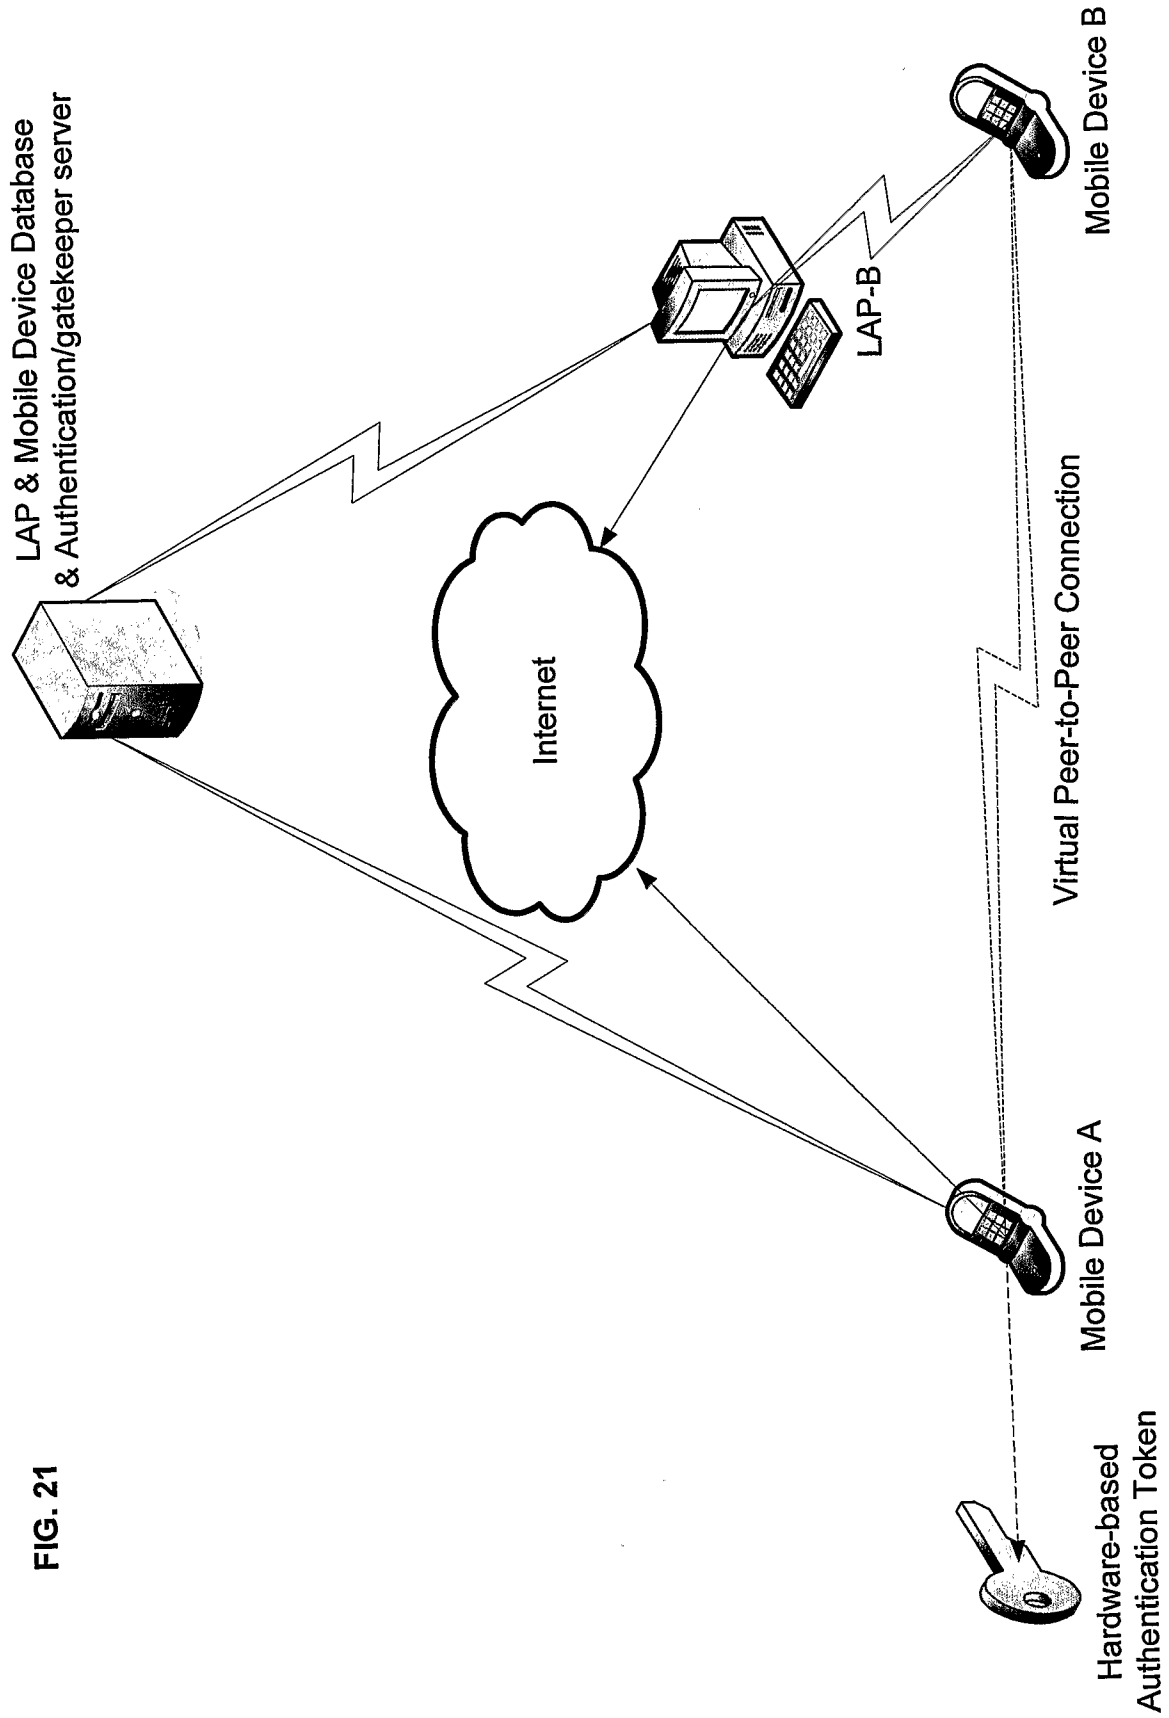 FIG. 21
LAP & Mobile Device Database
& Authentication/gatekeeper server
Internet
LAP-B
Virtual Peer-to-Peer Connection
Hardware-based
Authentication Token
Mobile Device A
Mobile Device B